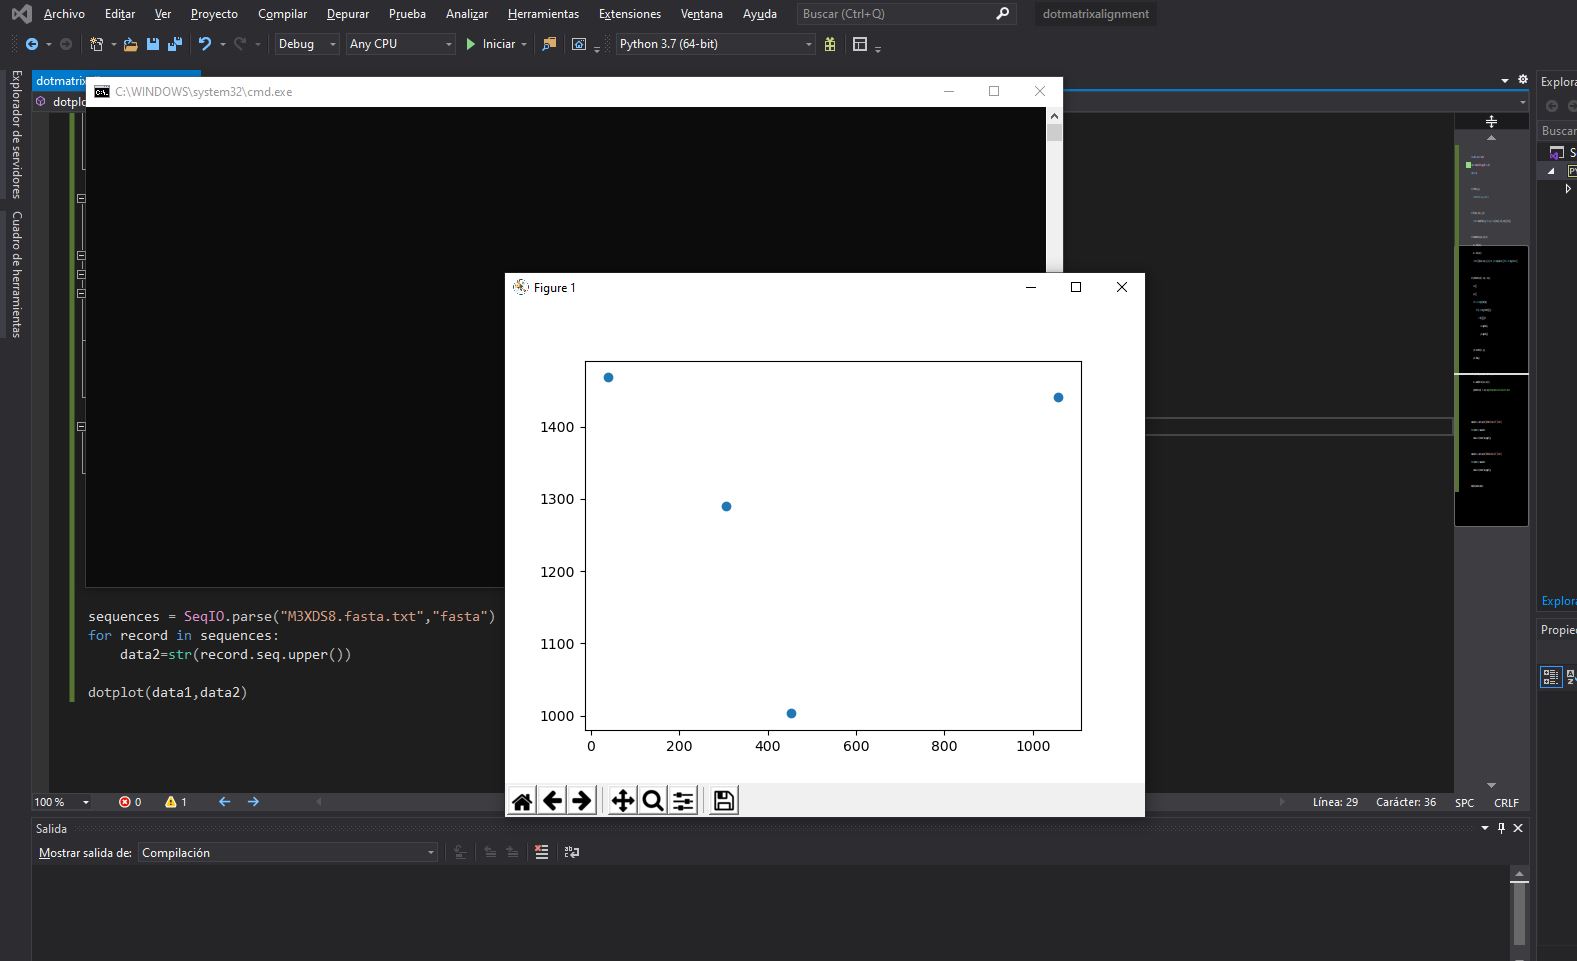 Archivo Editar Ver Proyecto Compilar Depurar Prueba Analizar Herramientas Extensiones Ventana Ayuda Buscar (Ctrl+Q) dotmatrixalignment
Debug Any CPU Iniciar Python 3.7 (64-bit)
Explorador de servidores
Cuadro de herramientas
dotmatrix
C:\WINDOWS\system32\cmd.exe
dotplo
Explora
Buscar
S
PY
Figure 1
1400
1300
1200
1100
1000
0 200 400 600 800 1000
sequences = SeqIO.parse("M3XDS8.fasta.txt","fasta")
for record in sequences:
data2=str(record.seq.upper())
dotplot(data1,data2)
Explora
Propied
100 % 0 1 Línea: 29 Carácter: 36 SPC CRLF
Salida
Mostrar salida de: Compilación